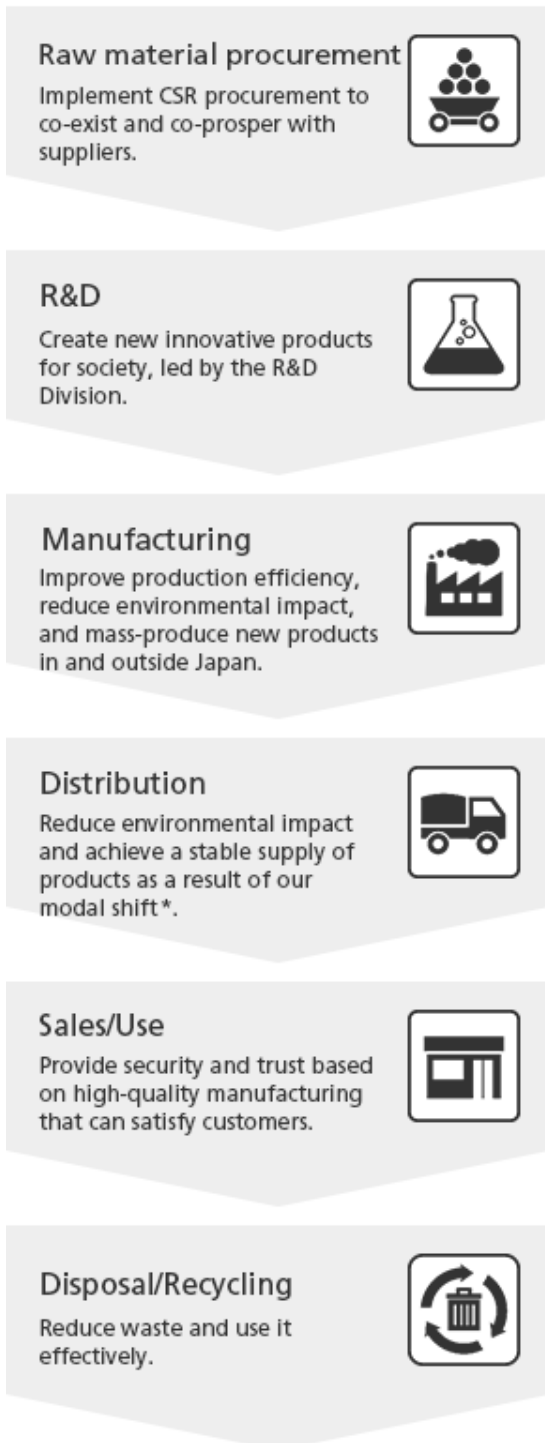 Raw material procurement
Implement CSR procurement to
co-exist and co-prosper with
suppliers.
R&D
Create new innovative products
for society, led by the R&D
Division.
Manufacturing
Improve production efficiency,
reduce environmental impact,
and mass-produce new products
in and outside Japan.
Distribution
Reduce environmental impact
and achieve a stable supply of
products as a result of our
modal shift*.
Sales/Use
Provide security and trust based
on high-quality manufacturing
that can satisfy customers.
Disposal/Recycling
Reduce waste and use it
effectively.